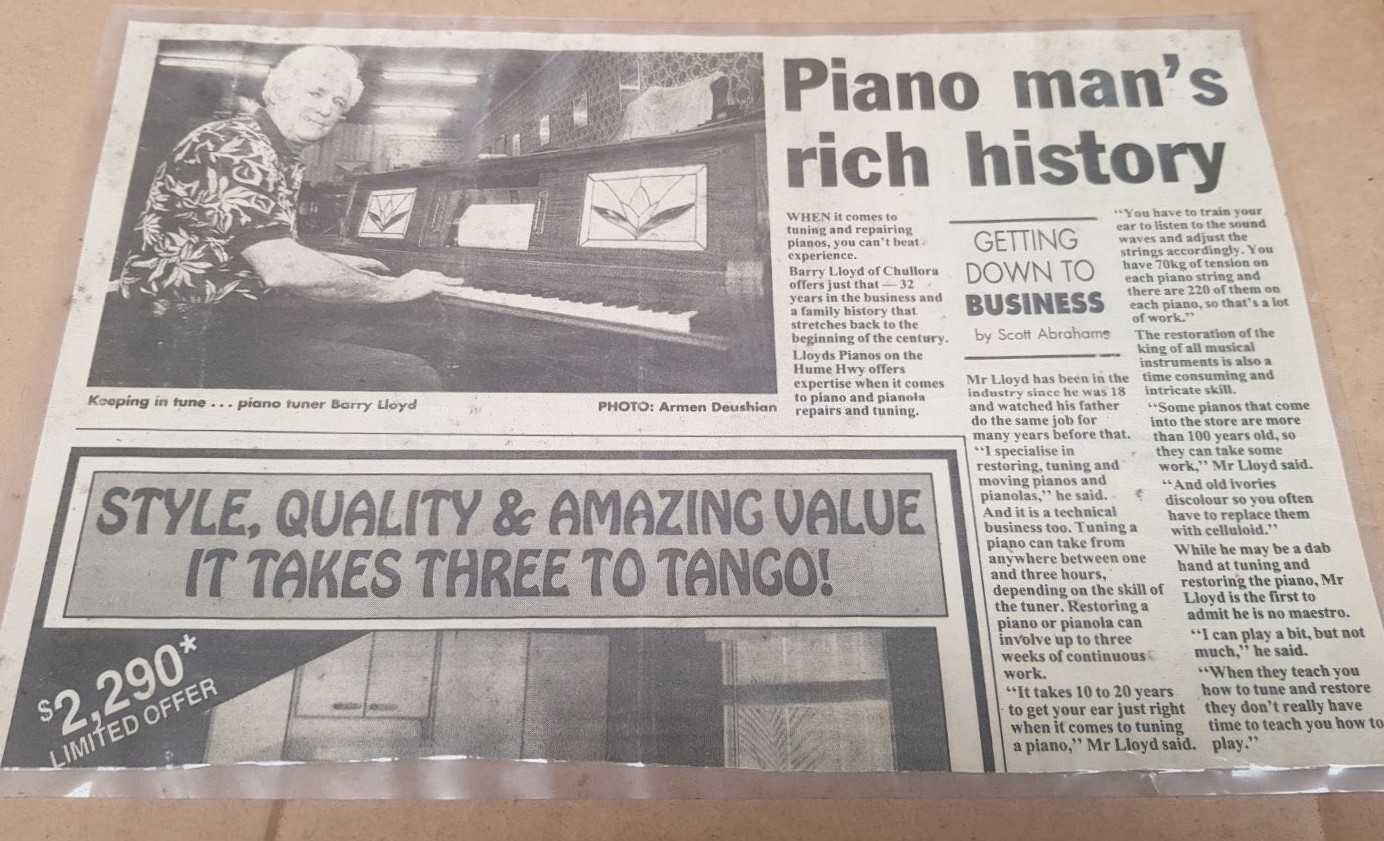 Piano man's
rich history
Keeping in tune . . . piano tuner Barry Lloyd
PHOTO: Armen Deushian
WHEN it comes to
tuning and repairing
pianos, you can't beat
experience.
Barry Lloyd of Chullora
offers just that — 32
years in the business and
a family history that
stretches back to the
beginning of the century.
Lloyds Pianos on the
Hume Hwy offers
expertise when it comes
to piano and pianola
repairs and tuning.
GETTING
DOWN TO
BUSINESS
by Scott Abrahams
Mr Lloyd has been in the
industry since he was 18
and watched his father
do the same job for
many years before that.
“I specialise in
restoring, tuning and
moving pianos and
pianolas,” he said.
And it is a technical
business too. Tuning a
piano can take from
anywhere between one
and three hours,
depending on the skill of
the tuner. Restoring a
piano or pianola can
involve up to three
weeks of continuous
work.
“It takes 10 to 20 years
to get your ear just right
when it comes to tuning
a piano,” Mr Lloyd said.
“You have to train your
ear to listen to the sound
waves and adjust the
strings accordingly. You
have 70kg of tension on
each piano string and
there are 220 of them on
each piano, so that's a lot
of work.”
The restoration of the
king of all musical
instruments is also a
time consuming and
intricate skill.
“Some pianos that come
into the store are more
than 100 years old, so
they can take some
work,” Mr Lloyd said.
“And old ivories
discolour so you often
have to replace them
with celluloid.”
While he may be a dab
hand at tuning and
restoring the piano, Mr
Lloyd is the first to
admit he is no maestro.
“I can play a bit, but not
much,” he said.
“When they teach you
how to tune and restore
they don't really have
time to teach you how to
play.”
STYLE, QUALITY & AMAZING VALUE
IT TAKES THREE TO TANGO!
$2,290*
LIMITED OFFER